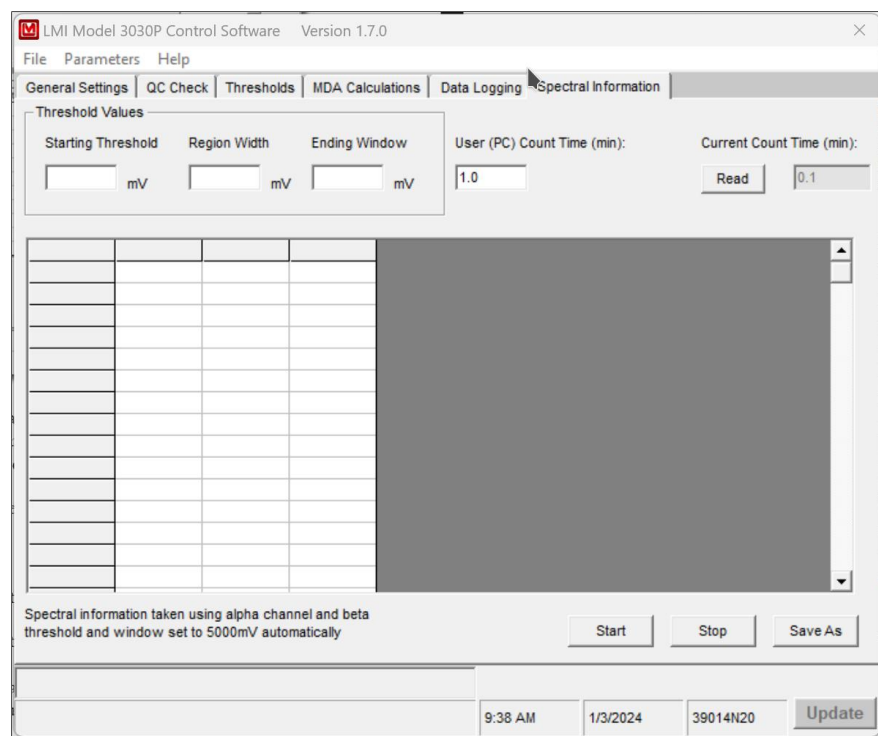 LMI Model 3030P Control Software Version 1.7.0
File Parameters Help
General Settings QC Check Thresholds MDA Calculations Data Logging Spectral Information
Threshold Values
Starting Threshold Region Width Ending Window User (PC) Count Time (min): Current Count Time (min):
mV mV mV 1.0 Read 0.1
Spectral information taken using alpha channel and beta
threshold and window set to 5000mV automatically
Start Stop Save As
9:38 AM 1/3/2024 39014N20 Update